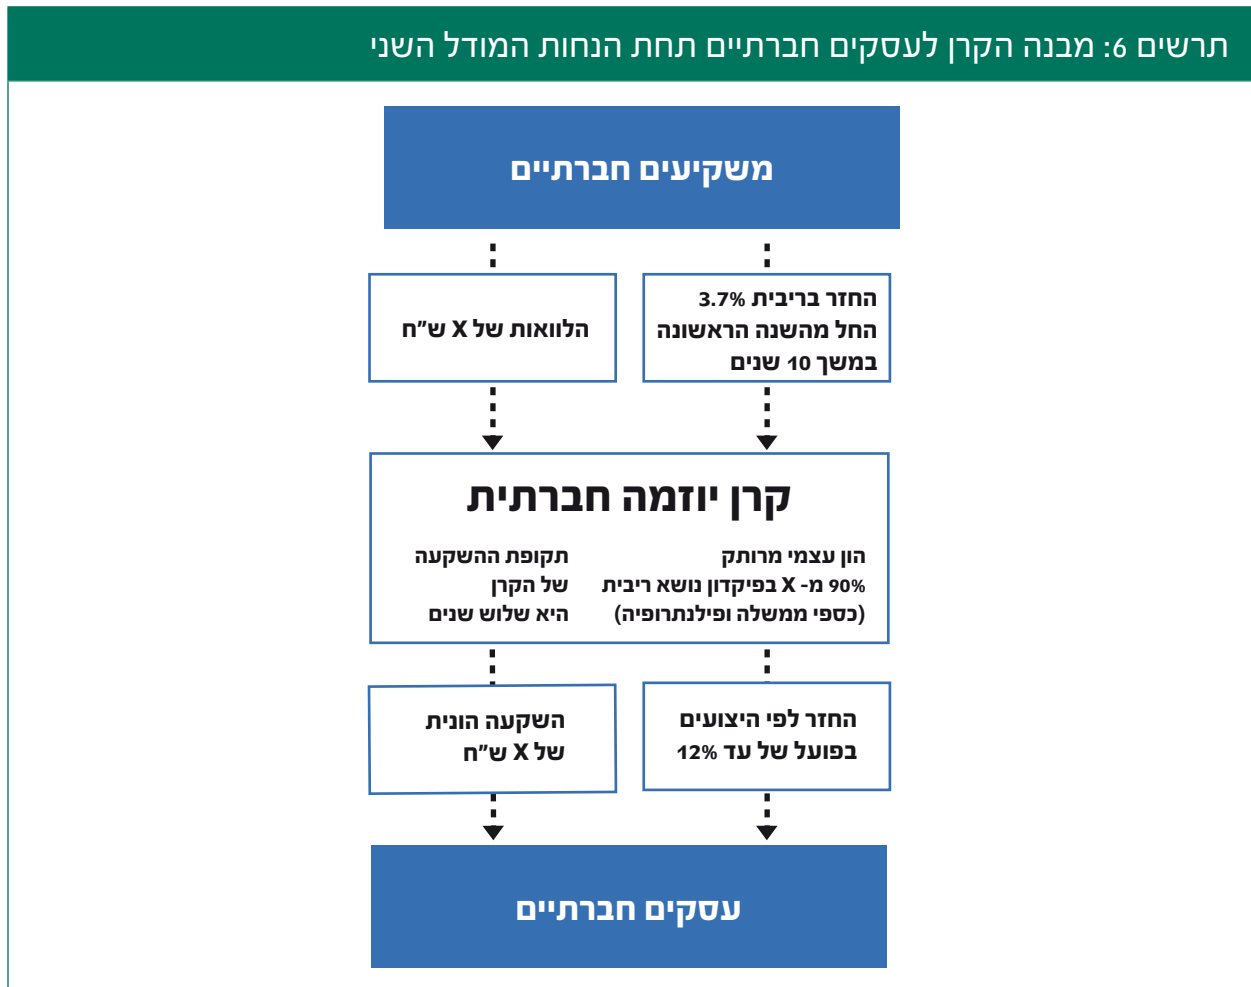 תרשים 6: מבנה הקרן לעסקים חברתיים תחת הנחות המודל השני
משקיעים חברתיים
החזר בריבית 3.7%
החל מהשנה הראשונה
במשך 10 שנים
הלוואות של X ש"ח
קרן יוזמה חברתית
הון עצמי מרותק
90% מ- X בפיקדון נושא ריבית
(כספי ממשלה ופילנתרופיה)
תקופת ההשקעה
של הקרן
היא שלוש שנים
החזר לפי היצועים
בפועל של עד 12%
השקעה הונית
של X ש"ח
עסקים חברתיים